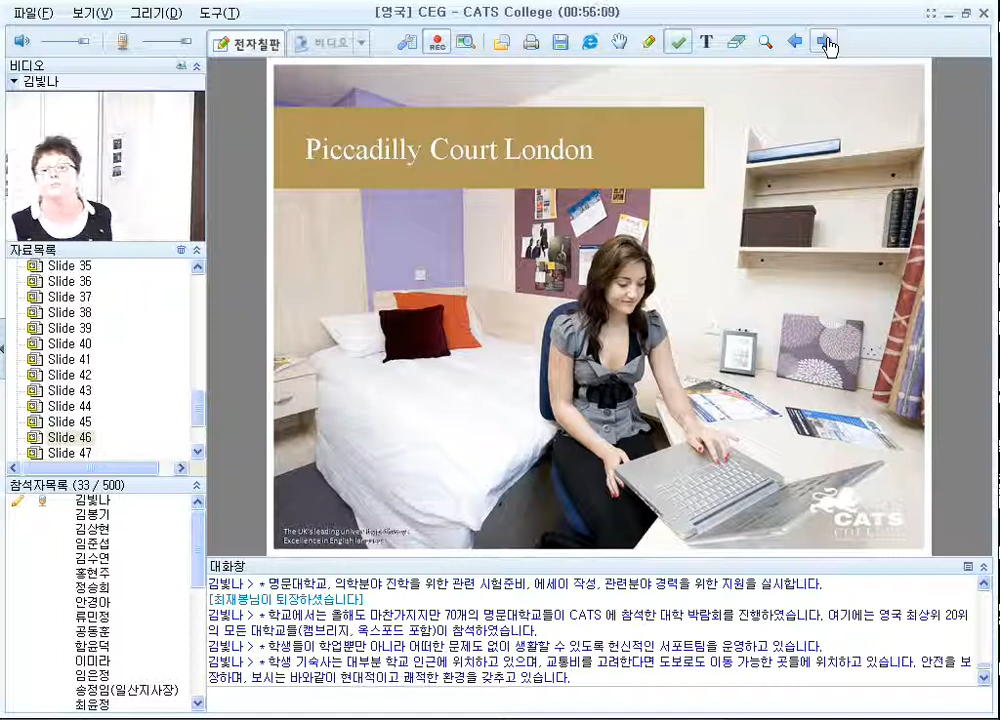 파일(F) 보기(V) 그리기(D) 도구(T)
[영국] CEG - CATS College (00:56:09)
전자칠판 비디오
REC
T
비디오
김빛나
자료목록
Slide 35
Slide 36
Slide 37
Slide 38
Slide 39
Slide 40
Slide 41
Slide 42
Slide 43
Slide 44
Slide 45
Slide 46
Slide 47
참석자목록 (33 / 500)
김빛나
김봉기
김상현
임준섭
김수연
홍현주
정승희
안경아
류민정
공동훈
함윤덕
이미라
임은정
송정임(일산지사장)
최윤정
Piccadilly Court London
CATS
COLLEGE
The UK's leading
Excellence in English
대화창
김빛나 > * 명문대학교, 의학분야 진학을 위한 관련 시험준비, 에세이 작성, 관련분야 경력을 위한 지원을 실시합니다.
[최재봉님이 퇴장하셨습니다]
김빛나 > * 학교에서는 올해도 마찬가지지만 70개의 명문대학교들이 CATS 에 참석한 대학 박람회를 진행하였습니다. 여기에는 영국 최상위 20위
의 모든 대학교들(캠브리지, 옥스포드 포함)이 참석하였습니다.
김빛나 > * 학생들이 학업뿐만 아니라 어떠한 문제도 없이 생활할 수 있도록 헌신적인 서포트팀을 운영하고 있습니다.
김빛나 > * 학생 기숙사는 대부분 학교 인근에 위치하고 있으며, 교통비를 고려한다면 도보로도 이동 가능한 곳들에 위치하고 있습니다. 안전을 보
장하며, 보시는 바와같이 현대적이고 쾌적한 환경을 갖추고 있습니다.